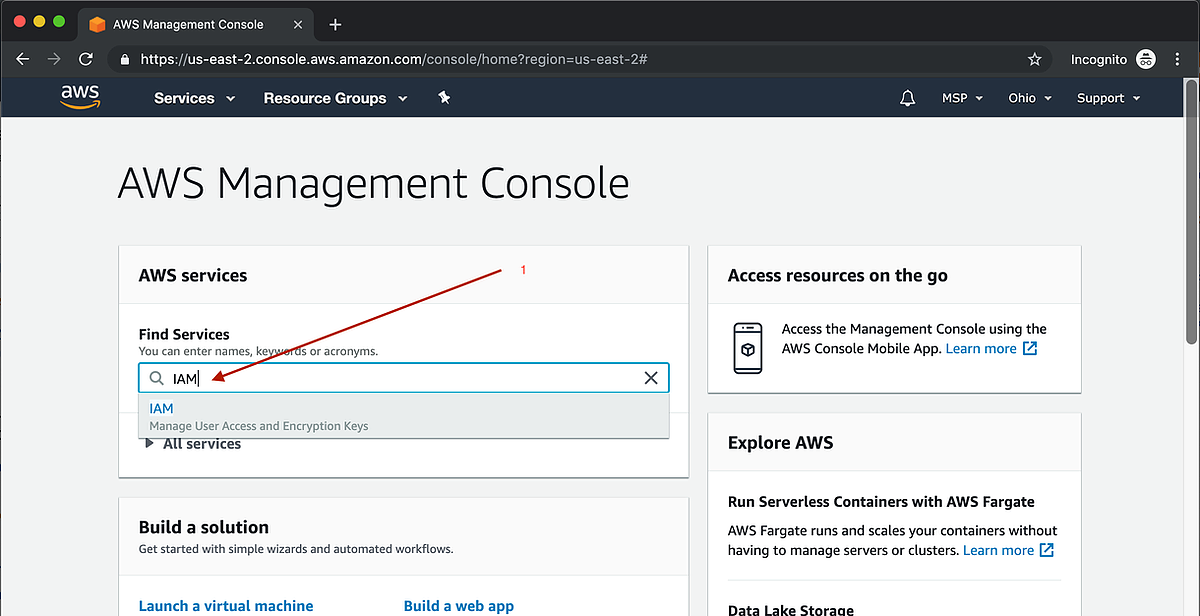 AWS Management Console
https://us-east-2.console.aws.amazon.com/console/home?region=us-east-2#
Incognito
aws
Services
Resource Groups
MSP
Ohio
Support
AWS Management Console
AWS services
1
Find Services
You can enter names, keywords or acronyms.
IAM
IAM
Manage User Access and Encryption Keys
All services
Build a solution
Get started with simple wizards and automated workflows.
Launch a virtual machine
Build a web app
Access resources on the go
Access the Management Console using the
AWS Console Mobile App. Learn more
Explore AWS
Run Serverless Containers with AWS Fargate
AWS Fargate runs and scales your containers without
having to manage servers or clusters. Learn more
Data Lake Storage